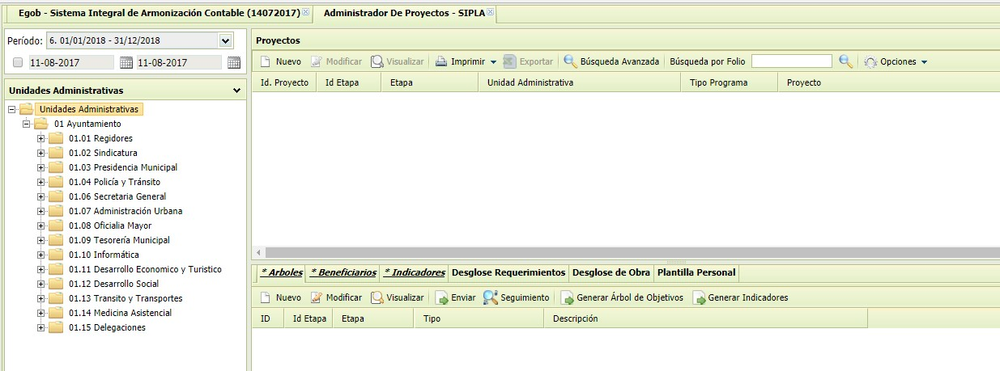 Egob - Sistema Integral de Armonización Contable (14072017) Administrador De Proyectos - SIPLA
Período: 6. 01/01/2018 - 31/12/2018
11-08-2017 11-08-2017
Unidades Administrativas
Unidades Administrativas
01 Ayuntamiento
01.01 Regidores
01.02 Sindicatura
01.03 Presidencia Municipal
01.04 Policía y Tránsito
01.06 Secretaria General
01.07 Administración Urbana
01.08 Oficialia Mayor
01.09 Tesorería Municipal
01.10 Informática
01.11 Desarrollo Economico y Turistico
01.12 Desarrollo Social
01.13 Transito y Transportes
01.14 Medicina Asistencial
01.15 Delegaciones
Proyectos
Nuevo Modificar Visualizar Imprimir Exportar Búsqueda Avanzada Búsqueda por Folio Opciones
Id. Proyecto Id Etapa Etapa Unidad Administrativa Tipo Programa Proyecto
* Arboles * Beneficiarios * Indicadores Desglose Requerimientos Desglose de Obra Plantilla Personal
Nuevo Modificar Visualizar Enviar Seguimiento Generar Árbol de Objetivos Generar Indicadores
ID Id Etapa Etapa Tipo Descripción